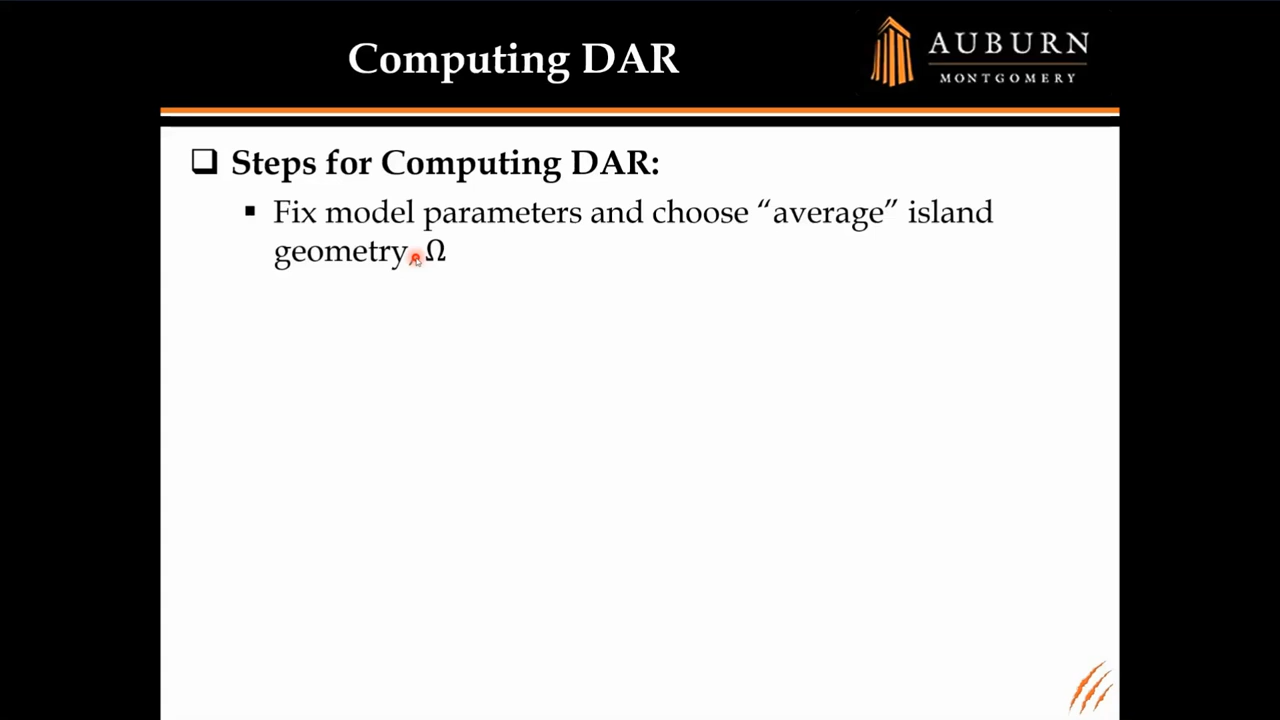 Computing DAR
AUBURN
MONTGOMERY
Steps for Computing DAR:
Fix model parameters and choose “average” island
geometry, Ω